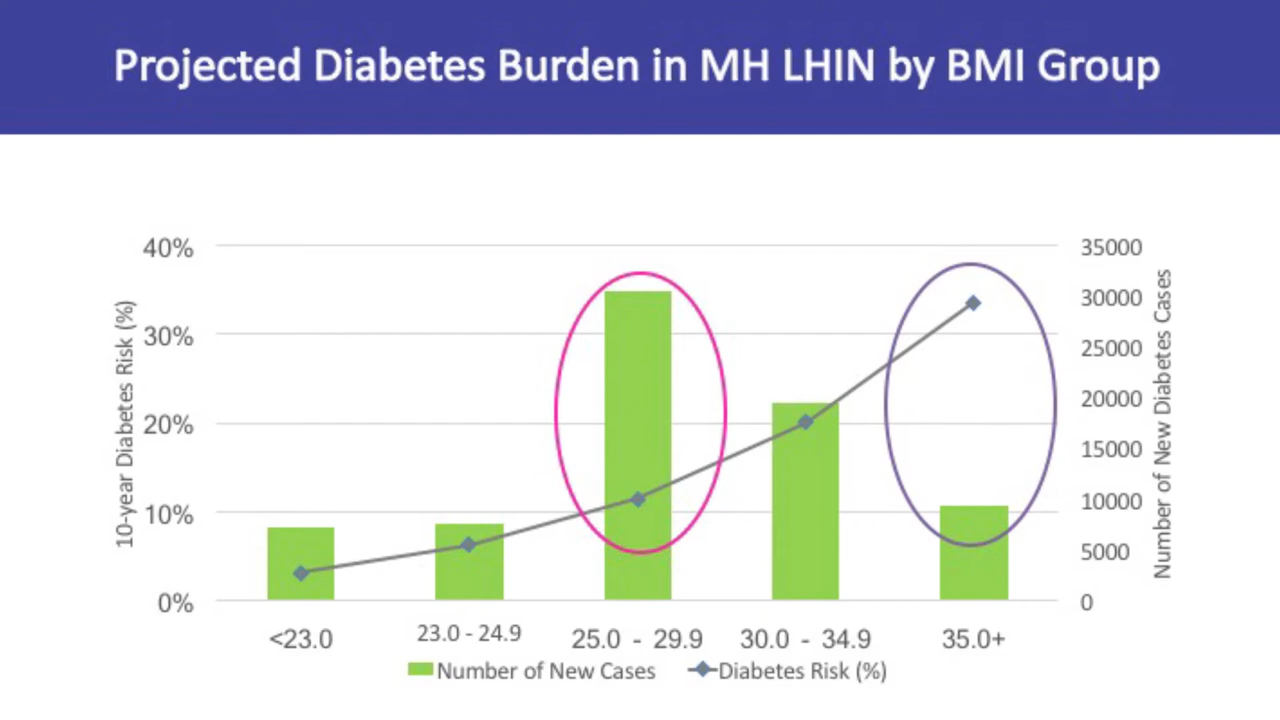 Projected Diabetes Burden in MH LHIN by BMI Group
40%
30%
20%
10%
0%
10-year Diabetes Risk (%)
35000
30000
25000
20000
15000
10000
5000
0
Number of New Diabetes Cases
<23.0
23.0 - 24.9
25.0 - 29.9
30.0 - 34.9
35.0+
Number of New Cases
Diabetes Risk (%)